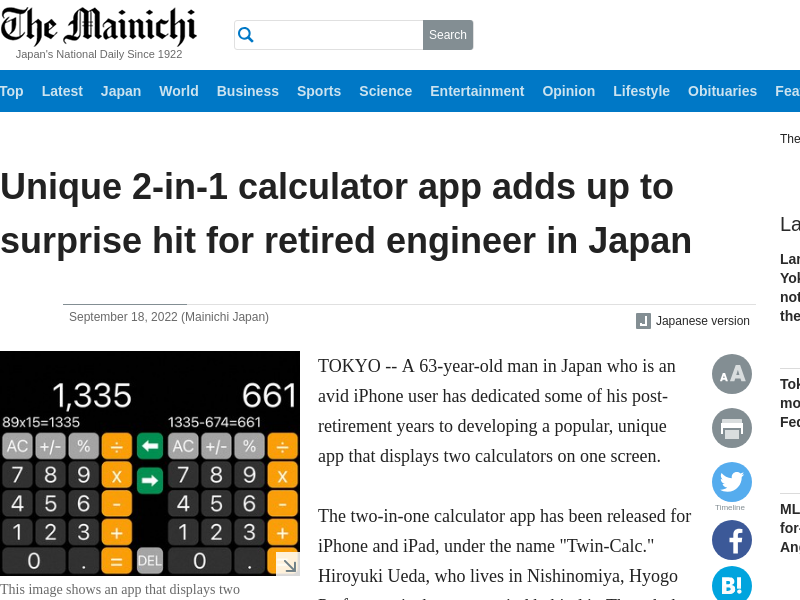 The Mainichi
Japan's National Daily Since 1922
Search
Top Latest Japan World Business Sports Science Entertainment Opinion Lifestyle Obituaries Fea
The
Unique 2-in-1 calculator app adds up to
surprise hit for retired engineer in Japan
September 18, 2022 (Mainichi Japan)
Japanese version
1,335 661
89x15=1335 1335-674=661
AC +/- % ÷ AC +/- % ÷
7 8 9 x 7 8 9 x
4 5 6 - 4 5 6 -
1 2 3 + 1 2 3 +
0 . = DEL 0 .
This image shows an app that displays two
TOKYO -- A 63-year-old man in Japan who is an
avid iPhone user has dedicated some of his post-
retirement years to developing a popular, unique
app that displays two calculators on one screen.
The two-in-one calculator app has been released for
iPhone and iPad, under the name "Twin-Calc."
Hiroyuki Ueda, who lives in Nishinomiya, Hyogo
A A
Timeline
f
B!
La
Lar
Yok
not
the
Tok
mo
Fed
ML
for-
An